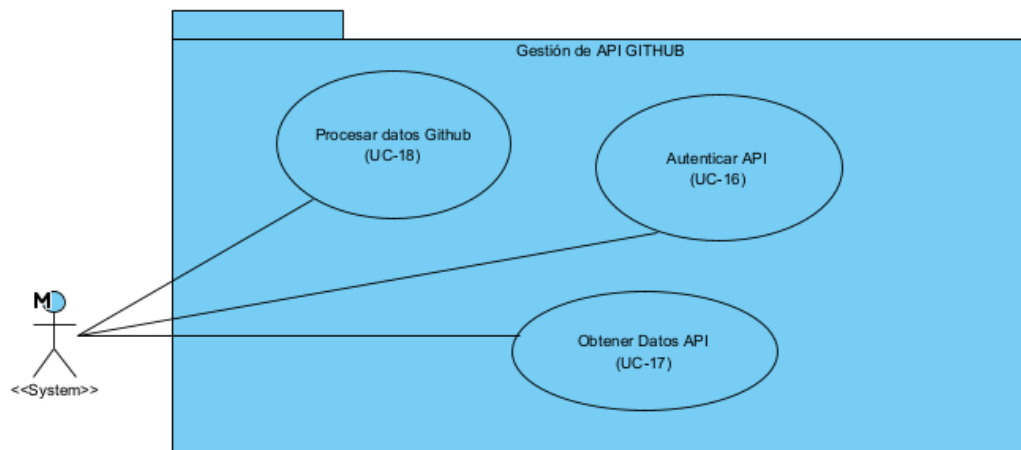 Gestión de API GITHUB
Procesar datos Github
(UC-18)
Autenticar API
(UC-16)
M
<<System>>
Obtener Datos API
(UC-17)